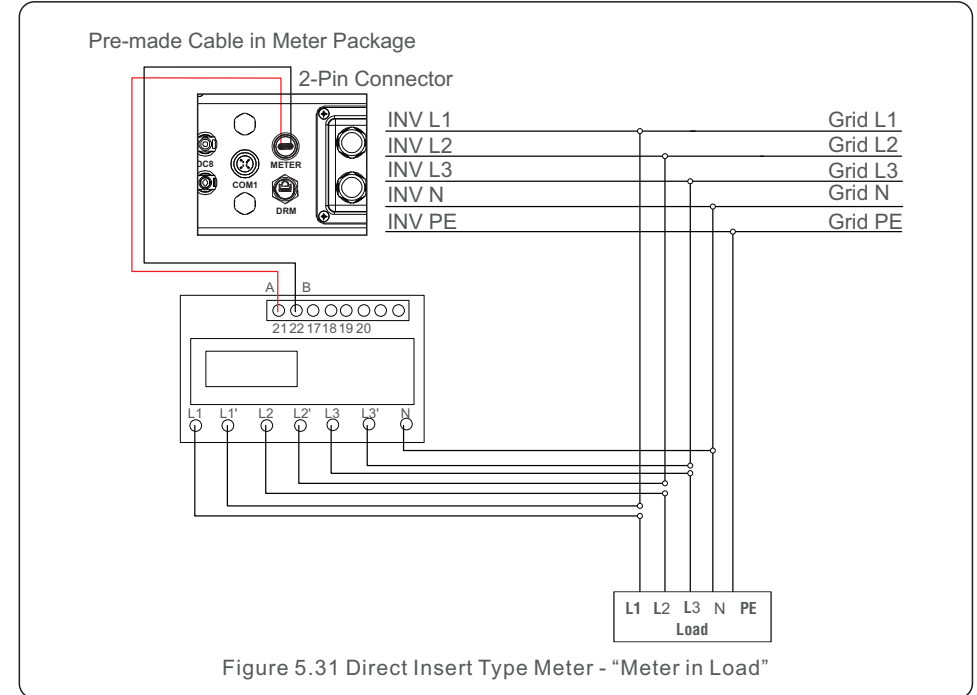 Pre-made Cable in Meter Package
2-Pin Connector
INV L1 Grid L1
INV L2 Grid L2
INV L3 Grid L3
INV N Grid N
INV PE Grid PE
DC8
METER
COM1
DRM
A B
21 22 17 18 19 20
L1 L1' L2 L2' L3 L3' N
L1 L2 L3 N PE
Load
Figure 5.31 Direct Insert Type Meter - “Meter in Load”